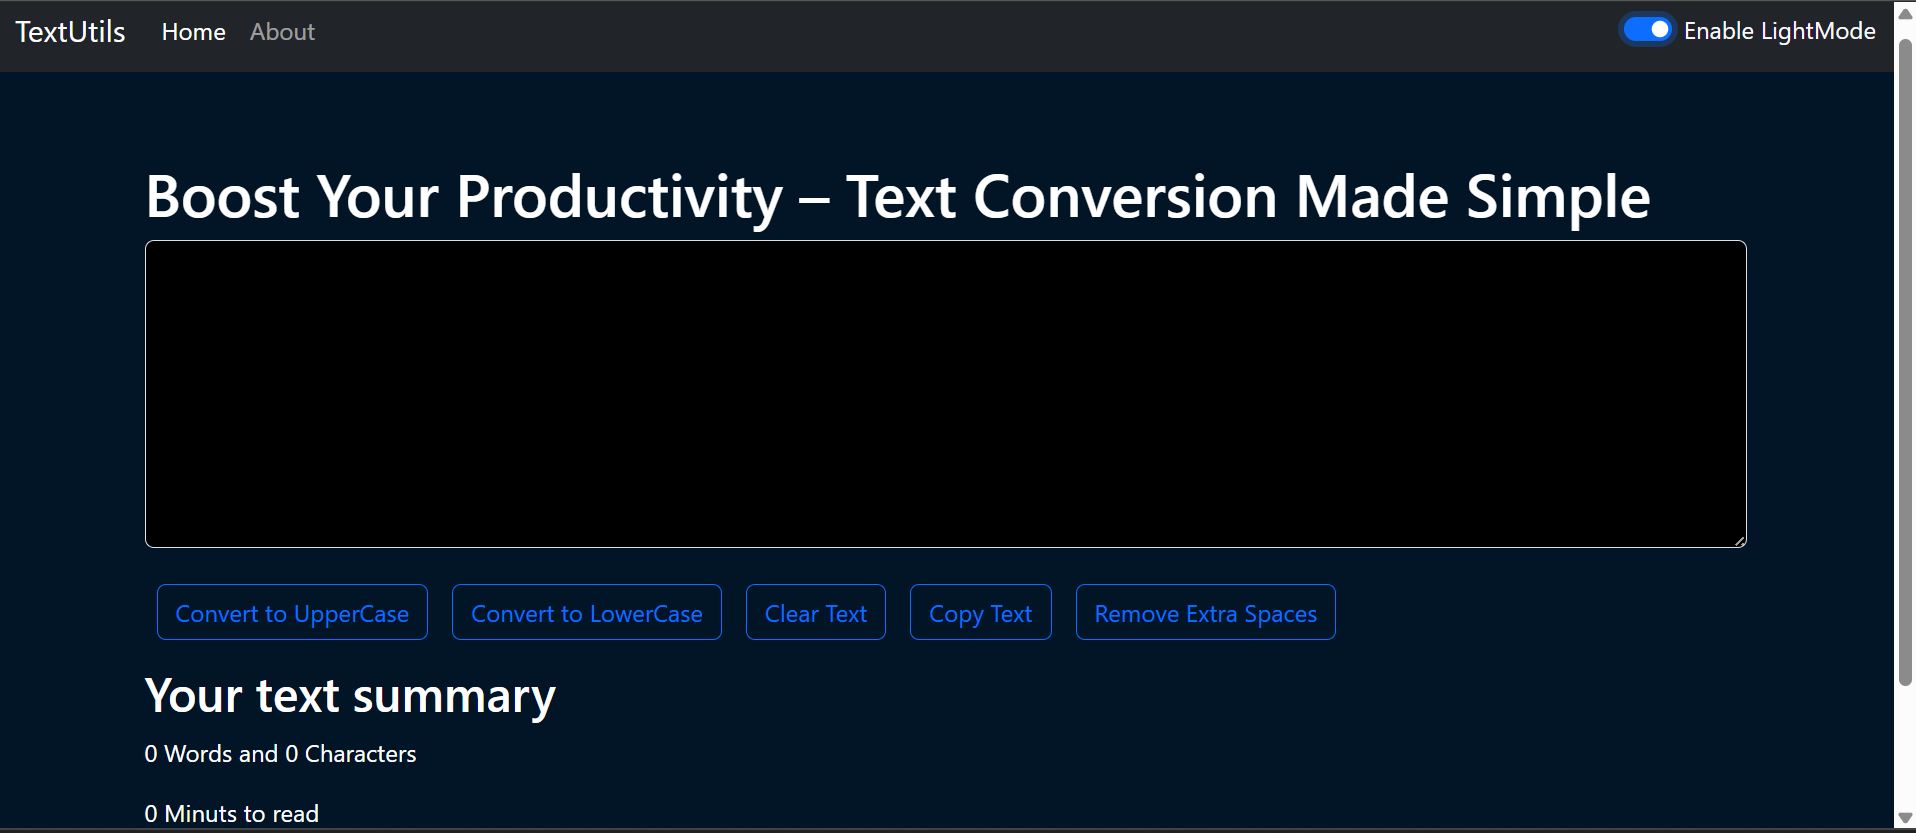 TextUtils Home About Enable LightMode
Boost Your Productivity – Text Conversion Made Simple
Convert to UpperCase Convert to LowerCase Clear Text Copy Text Remove Extra Spaces
Your text summary
0 Words and 0 Characters
0 Minuts to read